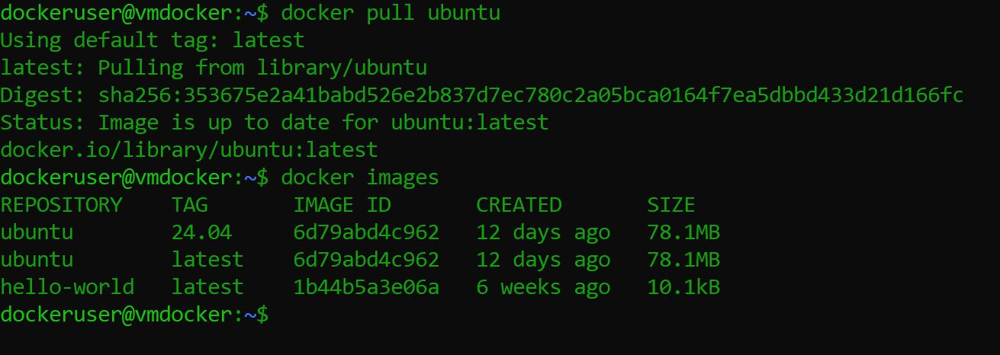 dockeruser@vmdocker:~$ docker pull ubuntu
Using default tag: latest
latest: Pulling from library/ubuntu
Digest: sha256:353675e2a41babd526e2b837d7ec780c2a05bca0164f7ea5dbbd433d21d166fc
Status: Image is up to date for ubuntu:latest
docker.io/library/ubuntu:latest
dockeruser@vmdocker:~$ docker images
REPOSITORY    TAG       IMAGE ID       CREATED       SIZE
ubuntu        24.04     6d79abd4c962   12 days ago   78.1MB
ubuntu        latest    6d79abd4c962   12 days ago   78.1MB
hello-world   latest    1b44b5a3e06a   6 weeks ago   10.1kB
dockeruser@vmdocker:~$